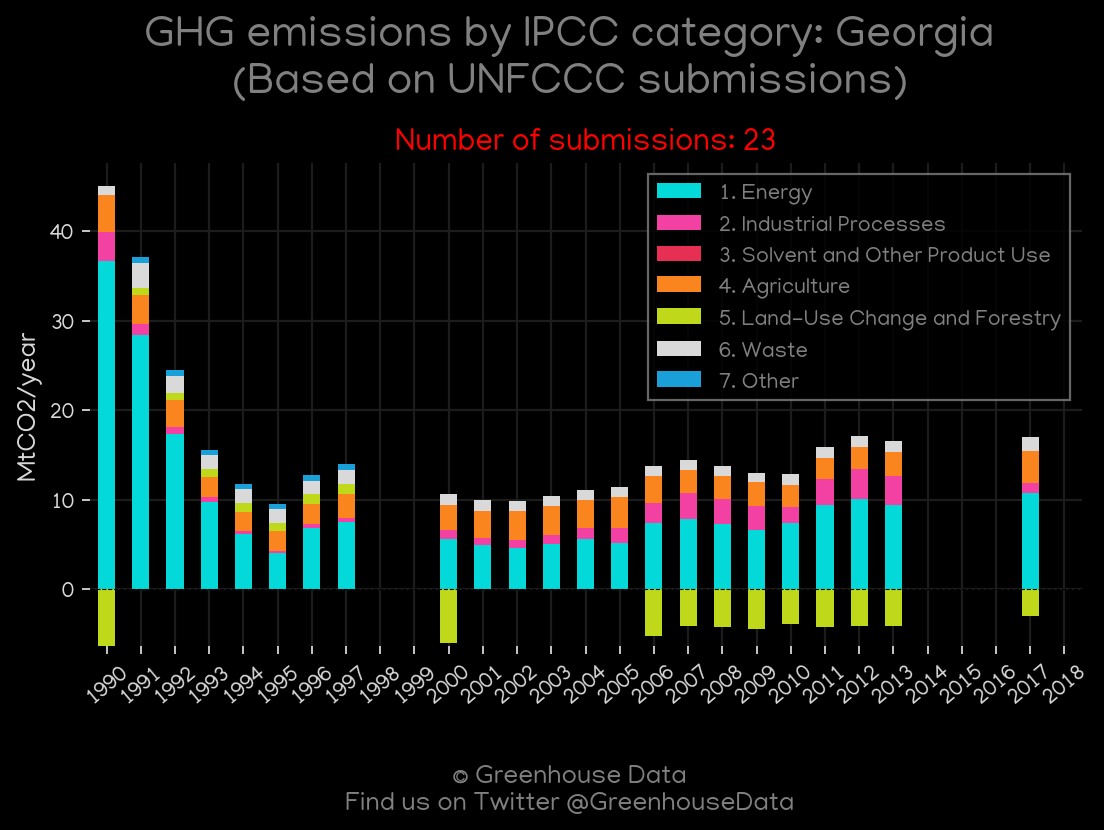 GHG emissions by IPCC category: Georgia
(Based on UNFCCC submissions)
Number of submissions: 23
1. Energy
2. Industrial Processes
3. Solvent and Other Product Use
4. Agriculture
5. Land-Use Change and Forestry
6. Waste
7. Other
MtCO2/year
40
30
20
10
0
1990 1991 1992 1993 1994 1995 1996 1997 1998 1999 2000 2001 2002 2003 2004 2005 2006 2007 2008 2009 2010 2011 2012 2013 2014 2015 2016 2017 2018
© Greenhouse Data
Find us on Twitter @GreenhouseData